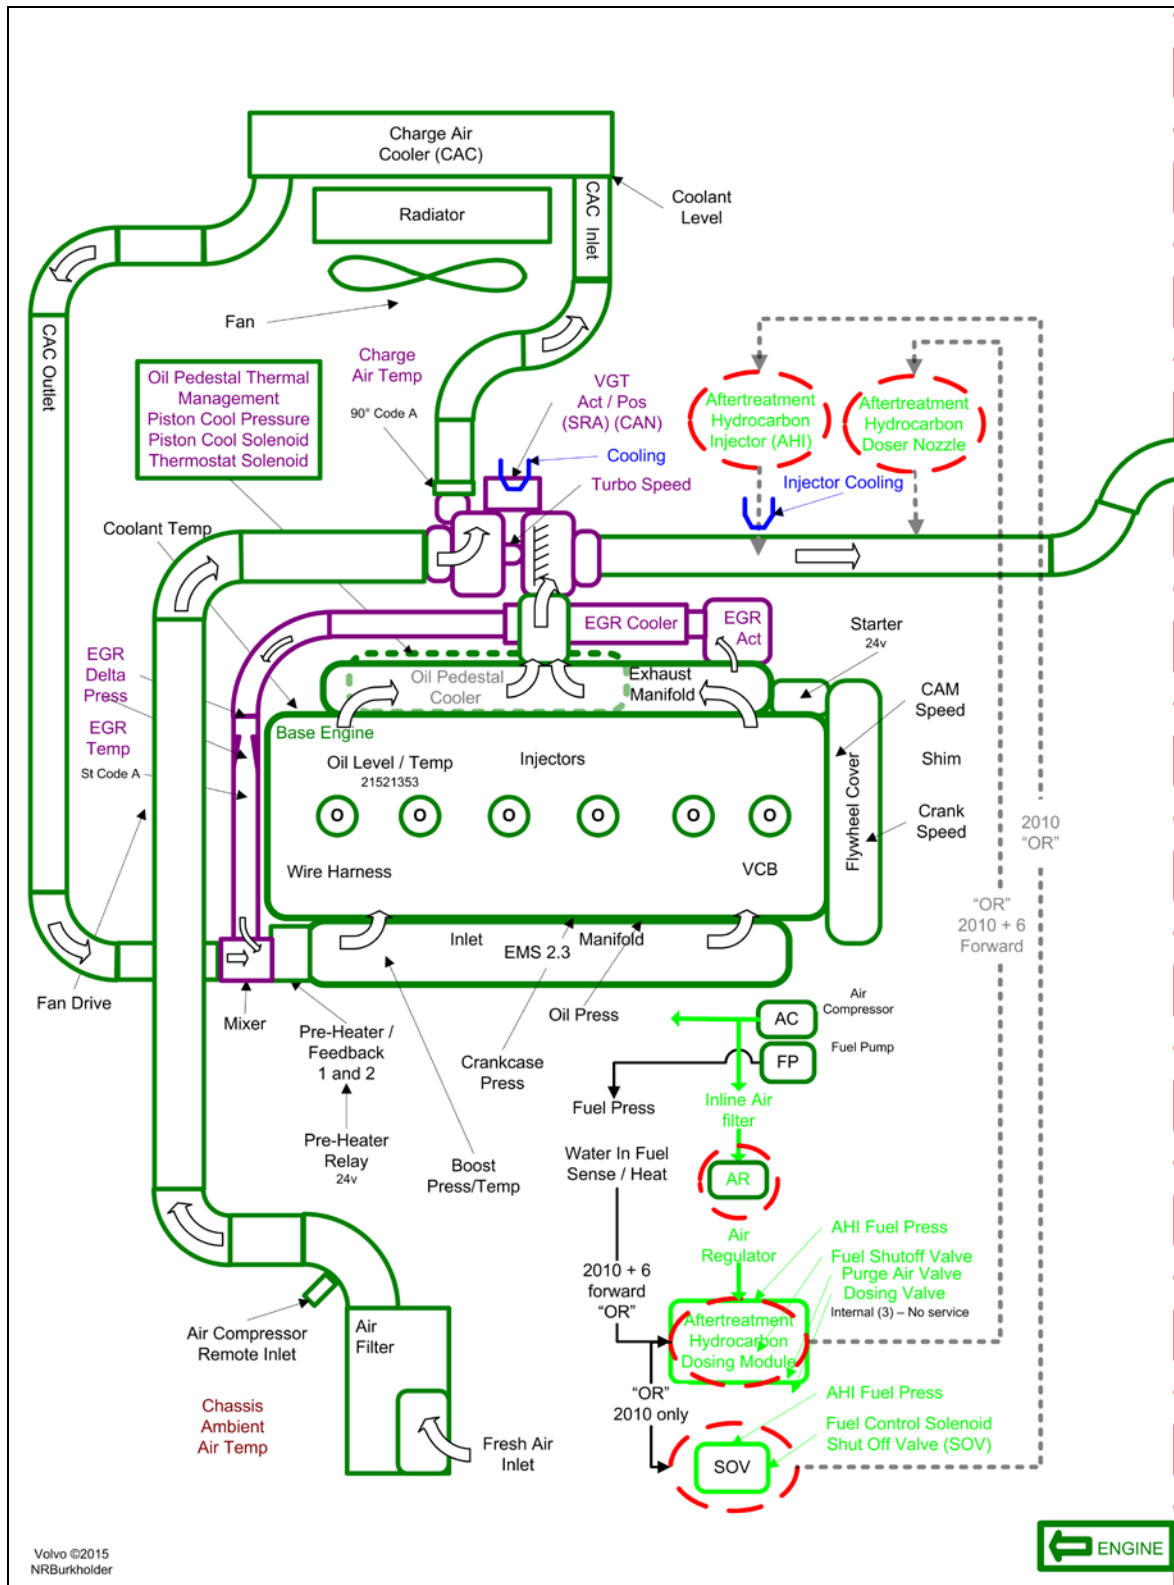 Charge Air
Cooler (CAC)
Radiator
CAC Inlet
Coolant
Level
Fan
CAC Outlet
Oil Pedestal Thermal
Management
Piston Cool Pressure
Piston Cool Solenoid
Thermostat Solenoid
Charge
Air Temp
90° Code A
VGT
Act / Pos
(SRA) (CAN)
Cooling
Turbo Speed
Aftertreatment
Hydrocarbon
Injector (AHI)
Aftertreatment
Hydrocarbon
Doser Nozzle
Injector Cooling
Coolant Temp
EGR Cooler
EGR
Act
Starter
24v
EGR
Delta
Press
EGR
Temp
St Code A
Oil Pedestal
Cooler
Exhaust
Manifold
CAM
Speed
Shim
Crank
Speed
Flywheel Cover
Base Engine
Oil Level / Temp
21521353
Injectors
O
O
O
O
O
O
Wire Harness
VCB
2010
“OR”
“OR”
2010 + 6
Forward
Inlet
Manifold
EMS 2.3
Fan Drive
Mixer
Pre-Heater /
Feedback
1 and 2
Oil Press
Crankcase
Press
AC
Air
Compressor
FP
Fuel Pump
Fuel Press
Inline Air
filter
Pre-Heater
Relay
24v
Boost
Press/Temp
Water In Fuel
Sense / Heat
AR
Air
Regulator
AHI Fuel Press
Fuel Shutoff Valve
Purge Air Valve
Dosing Valve
Internal (3) – No service
2010 + 6
forward
“OR”
Aftertreatment
Hydrocarbon
Dosing Module
Air Compressor
Remote Inlet
Air
Filter
“OR”
2010 only
AHI Fuel Press
Fuel Control Solenoid
Shut Off Valve (SOV)
SOV
Chassis
Ambient
Air Temp
Fresh Air
Inlet
Volvo ©2015
NRBurkholder
ENGINE